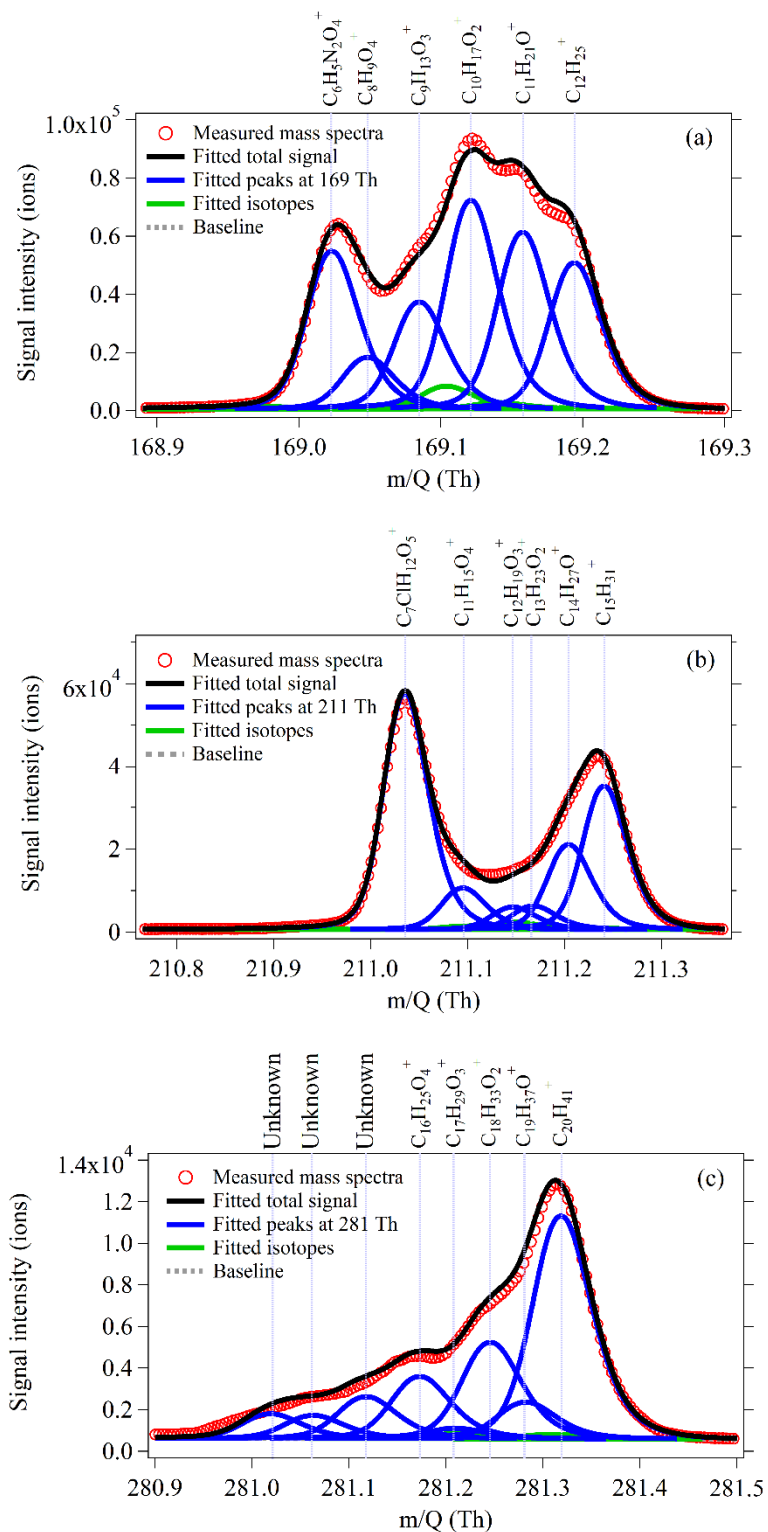 C6H5N2O4+ C8H9O4+ C9H13O3+ C10H17O2+ C11H21O+ C12H25+
(a)
Measured mass spectra
Fitted total signal
Fitted peaks at 169 Th
Fitted isotopes
Baseline
Signal intensity (ions)
1.0x10^5
0.8
0.6
0.4
0.2
0.0
168.9 169.0 169.1 169.2 169.3
m/Q (Th)
C7ClH12O5+ C11H15O4+ C12H19O3+ C13H23O2+ C14H27O+ C15H31+
(b)
Measured mass spectra
Fitted total signal
Fitted peaks at 211 Th
Fitted isotopes
Baseline
Signal intensity (ions)
6x10^4
4
2
0
210.8 210.9 211.0 211.1 211.2 211.3
m/Q (Th)
Unknown Unknown Unknown C16H25O4+ C17H29O3+ C18H33O2+ C19H37O+ C20H41+
(c)
Measured mass spectra
Fitted total signal
Fitted peaks at 281 Th
Fitted isotopes
Baseline
Signal intensity (ions)
1.4x10^4
1.2
1.0
0.8
0.6
0.4
0.2
0.0
280.9 281.0 281.1 281.2 281.3 281.4 281.5
m/Q (Th)